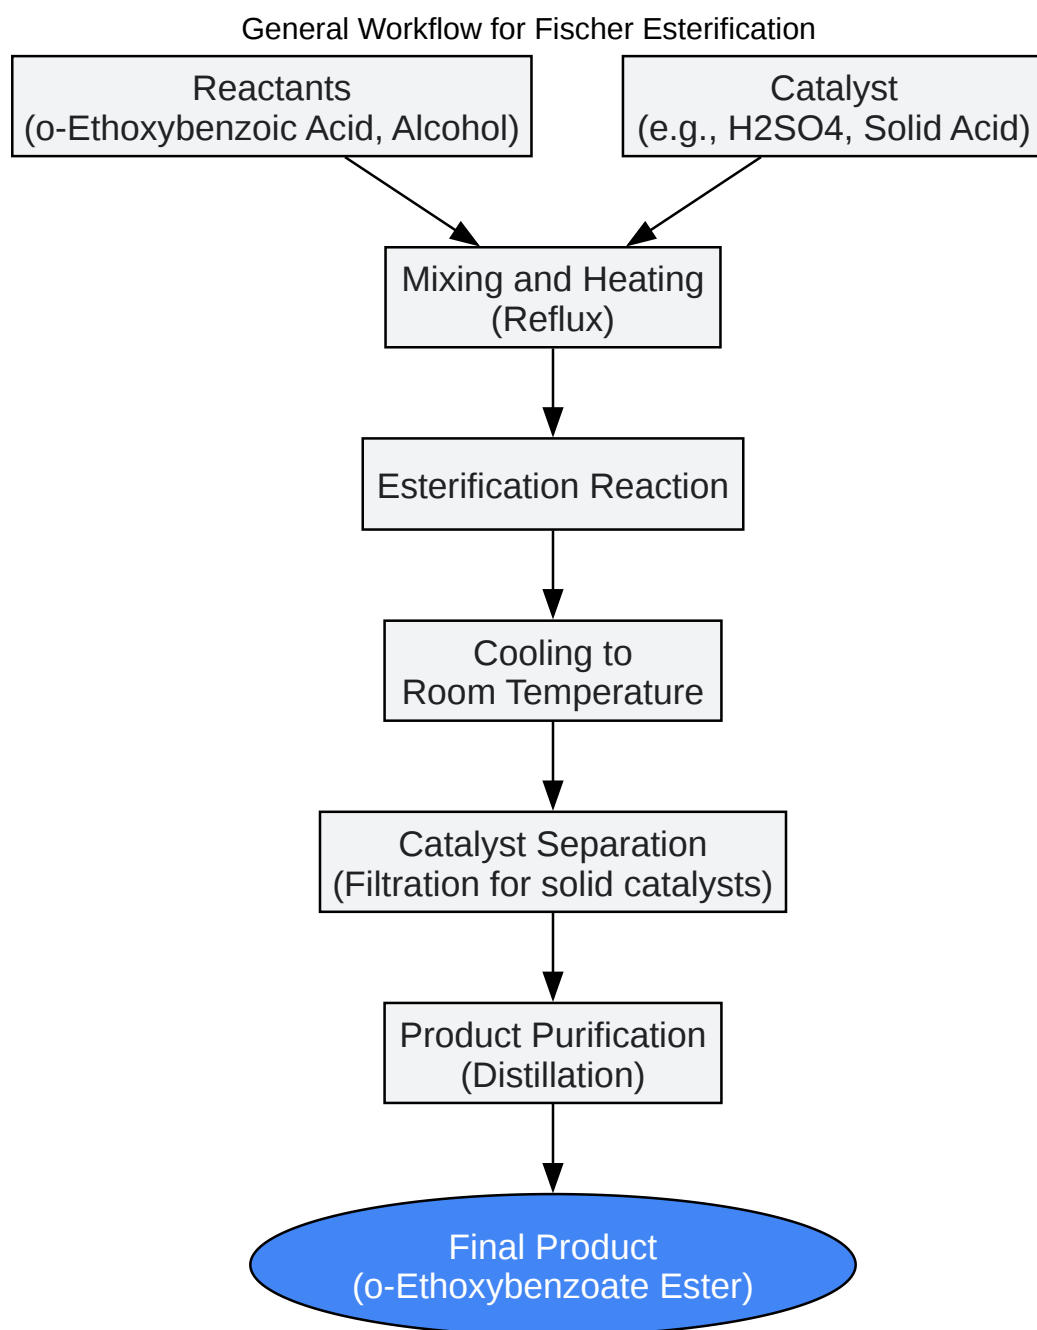 General Workflow for Fischer Esterification
Reactants
(o-Ethoxybenzoic Acid, Alcohol)
Catalyst
(e.g., H2SO4, Solid Acid)
Mixing and Heating
(Reflux)
Esterification Reaction
Cooling to
Room Temperature
Catalyst Separation
(Filtration for solid catalysts)
Product Purification
(Distillation)
Final Product
(o-Ethoxybenzoate Ester)